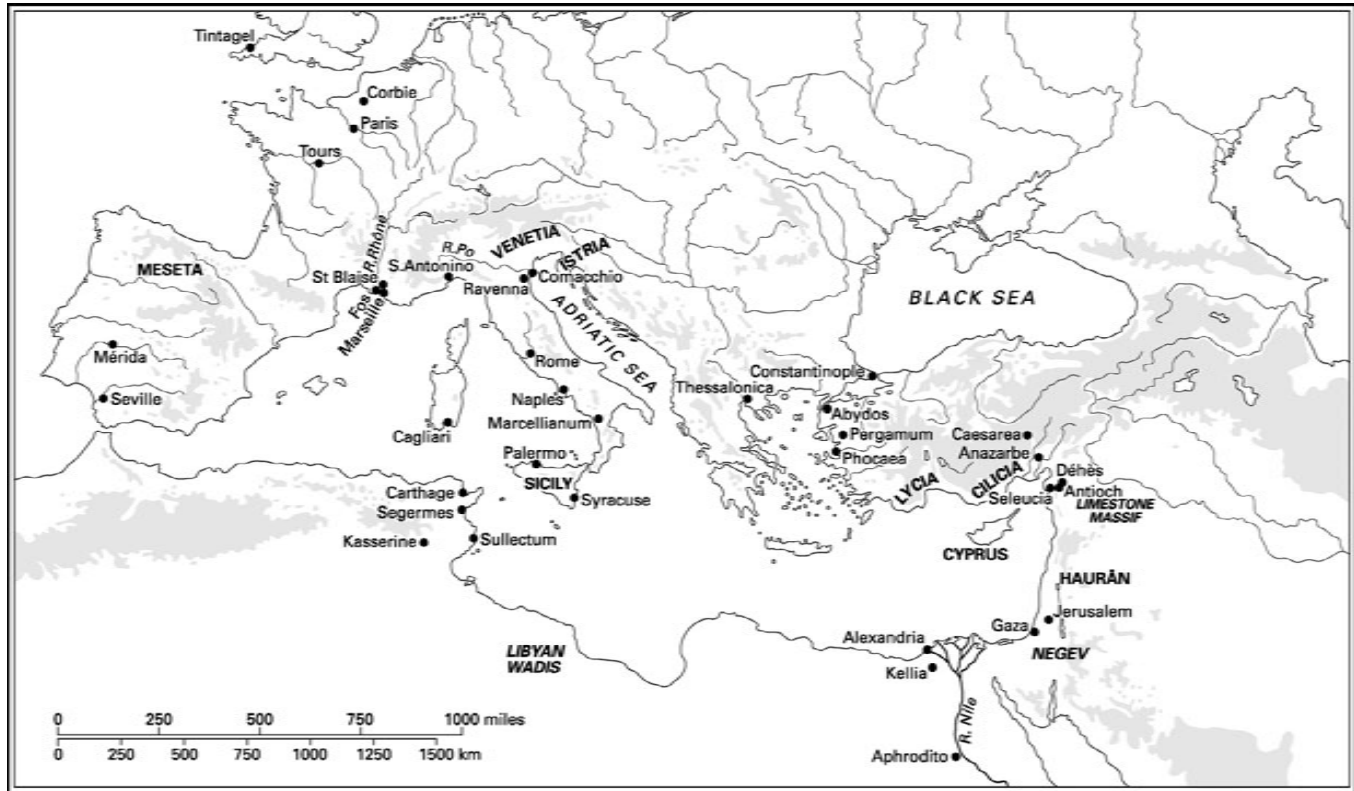 Tintagel
Corbie
Paris
Tours
R.Rhône
MESETA
St Blaise
Fos
Marseille
S.Antonino
R.Po
VENETIA
ISTRIA
Comacchio
Ravenna
ADRIATIC SEA
BLACK SEA
Mérida
Seville
Rome
Naples
Marcellianum
Cagliari
Palermo
SICILY
Syracuse
Constantinople
Thessalonica
Abydos
Pergamum
Phocaea
Caesarea
Anazarbe
LYCIA
CILICIA
Déhès
Seleucia
Antioch
LIMESTONE
MASSIF
Carthage
Segermes
Kasserine
Sullectum
CYPRUS
HAURĀN
Jerusalem
Gaza
NEGEV
Alexandria
Kellia
LIBYAN
WADIS
R. Nile
Aphrodito
0 250 500 750 1000 miles
0 250 500 750 1000 1250 1500 km